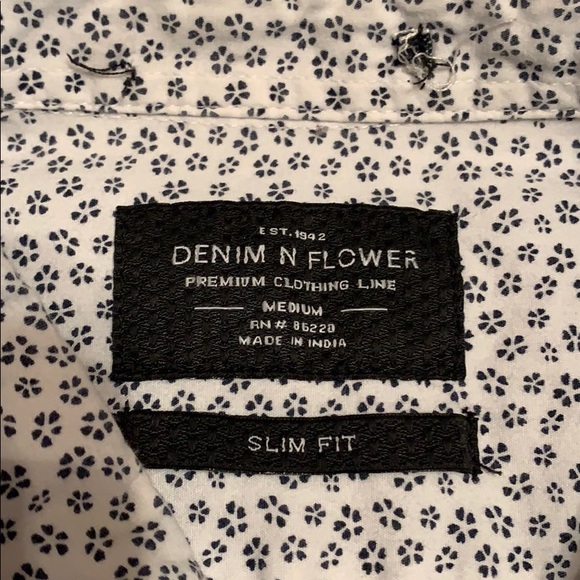 EST.1942
DENIM N FLOWER
PREMIUM CLOTHING LINE
MEDIUM
RN# 86220
MADE IN INDIA
SLIM FIT